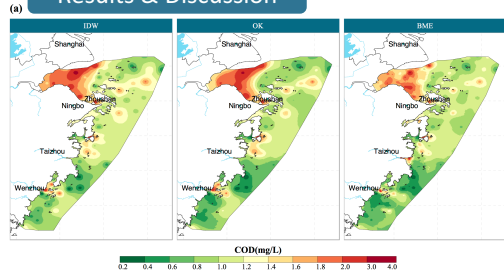 Results & Discussion
(a)
IDW
OK
BME
Shanghai
Shanghai
Shanghai
Zhoushan
Zhoushan
Zhoushan
Ningbo
Ningbo
Ningbo
Taizhou
Taizhou
Taizhou
Wenzhou
Wenzhou
Wenzhou
COD(mg/L)
0.2 0.4 0.6 0.8 1.0 1.2 1.4 1.6 1.8 2.0 3.0 4.0